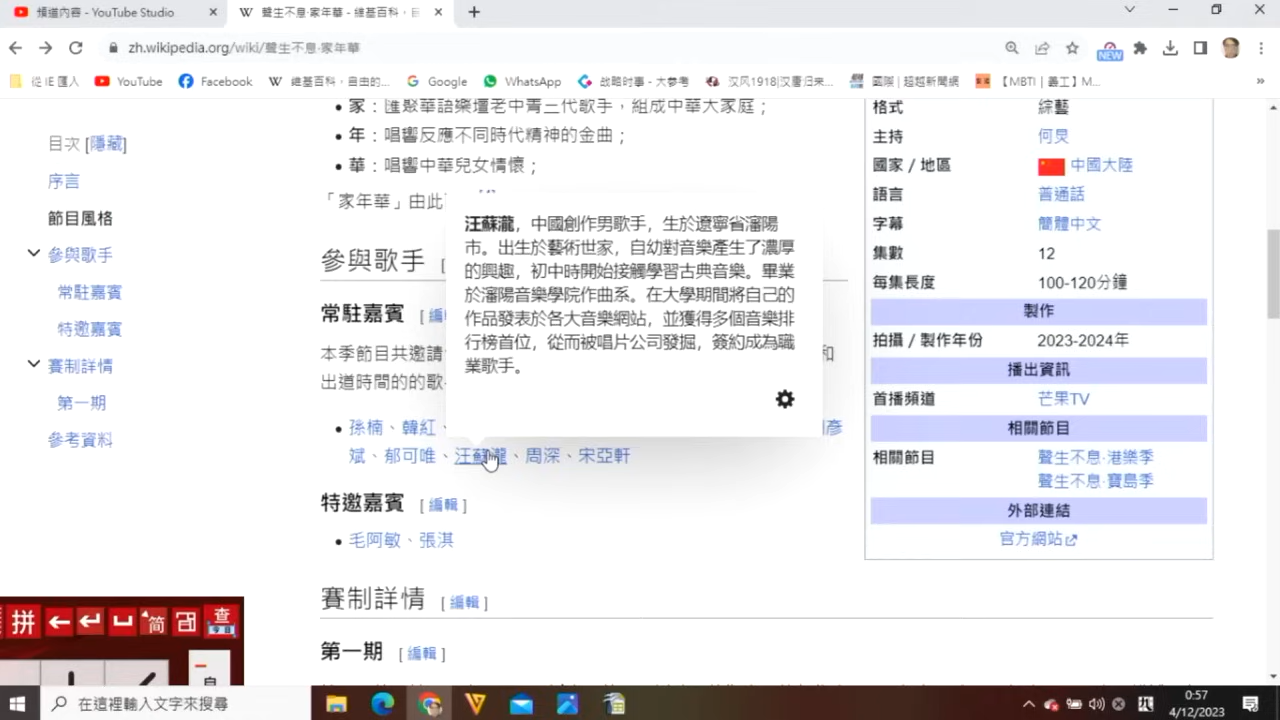 頻道內容 - YouTube Studio
聲生不息·家年華 - 維基百科，自
zh.wikipedia.org/wiki/聲生不息·家年華
NEW
從 IE 匯入
YouTube
Facebook
維基百科，自由的...
Google
WhatsApp
战略时事 - 大参考
汉风1918|汉唐归来...
國際 | 超越新聞網
【MBTI | 義工】M...
»
目次 [隱藏]
序言
節目風格
參與歌手
常駐嘉賓
特邀嘉賓
賽制詳情
第一期
參考資料
• 家：匯聚華語樂壇老中菁三代歌手，組成中華大家庭；
• 年：唱響反應不同時代精神的金曲；
• 華：唱響中華兒女情懷；
「家年華」由此
參與歌手 [
常駐嘉賓 [編
本季節目共邀請
和
出道時間的的歌
• 孫楠、韓紅、
彥
斌、郁可唯、汪蘇瀧、周深、宋亞軒
汪蘇瀧，中國創作男歌手，生於遼寧省瀋陽
市。出生於藝術世家，自幼對音樂產生了濃厚
的興趣，初中時開始接觸學習古典音樂。畢業
於瀋陽音樂學院作曲系。在大學期間將自己的
作品發表於各大音樂網站，並獲得多個音樂排
行榜首位，從而被唱片公司發掘，簽約成為職
業歌手。
特邀嘉賓 [編輯]
• 毛阿敏、張淇
賽制詳情 [編輯]
第一期 [編輯]
格式 綜藝
主持 何炅
國家 / 地區 中國大陸
語言 普通話
字幕 簡體中文
集數 12
每集長度 100-120分鐘
製作
拍攝 / 製作年份 2023-2024年
播出資訊
首播頻道 芒果TV
相關節目
相關節目 聲生不息·港樂季
聲生不息·寶島季
外部連結
官方網站
拼 简 查
在這裡輸入文字來搜尋
0:57
4/12/2023